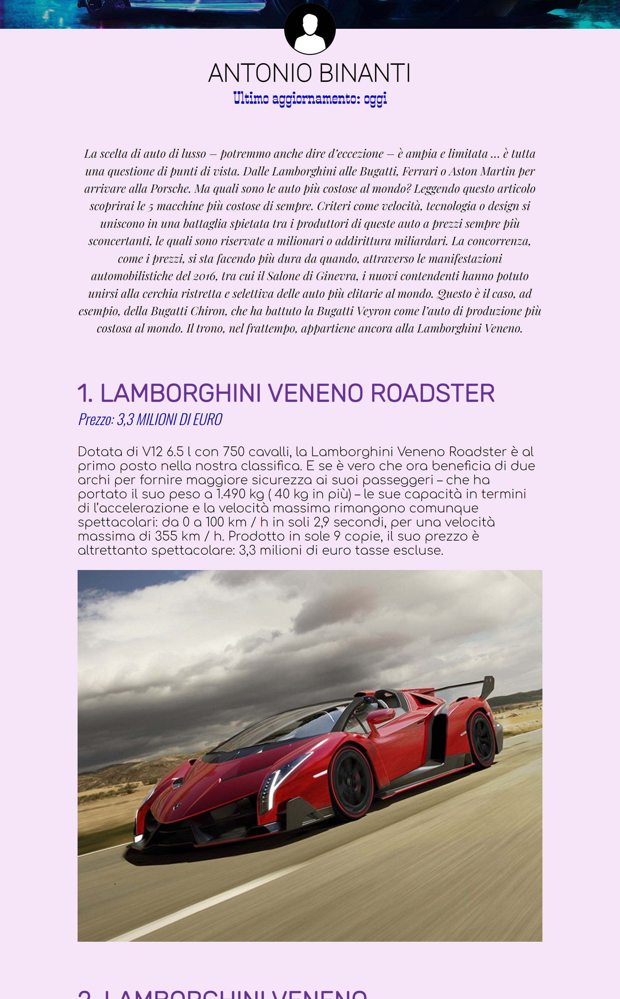 ANTONIO BINANTI
Ultimo aggiornamento: oggi
La scelta di auto di lusso – potremmo anche dire d’eccezione – è ampia e limitata … è tutta
una questione di punti di vista. Dalle Lamborghini alle Bugatti, Ferrari o Aston Martin per
arrivare alla Porsche. Ma quali sono le auto più costose al mondo? Leggendo questo articolo
scoprirai le 5 macchine più costose di sempre. Criteri come velocità, tecnologia o design si
uniscono in una battaglia spietata tra i produttori di queste auto a prezzi sempre più
sconcertanti, le quali sono riservate a milionari o addirittura miliardari. La concorrenza,
come i prezzi, si sta facendo più dura da quando, attraverso le manifestazioni
automobilistiche del 2016, tra cui il Salone di Ginevra, i nuovi contendenti hanno potuto
unirsi alla cerchia ristretta e selettiva delle auto più elitarie al mondo. Questo è il caso, ad
esempio, della Bugatti Chiron, che ha battuto la Bugatti Veyron come l’auto di produzione più
costosa al mondo. Il trono, nel frattempo, appartiene ancora alla Lamborghini Veneno.
1. LAMBORGHINI VENENO ROADSTER
Prezzo: 3,3 MILIONI DI EURO
Dotata di V12 6.5 l con 750 cavalli, la Lamborghini Veneno Roadster è al
primo posto nella nostra classifica. E se è vero che ora beneficia di due
archi per fornire maggiore sicurezza ai suoi passeggeri – che ha
portato il suo peso a 1.490 kg ( 40 kg in più) – le sue capacità in termini
di l’accelerazione e la velocità massima rimangono comunque
spettacolari: da 0 a 100 km / h in soli 2,9 secondi, per una velocità
massima di 355 km / h. Prodotto in sole 9 copie, il suo prezzo è
altrettanto spettacolare: 3,3 milioni di euro tasse escluse.
2. LAMBORGHINI VENENO